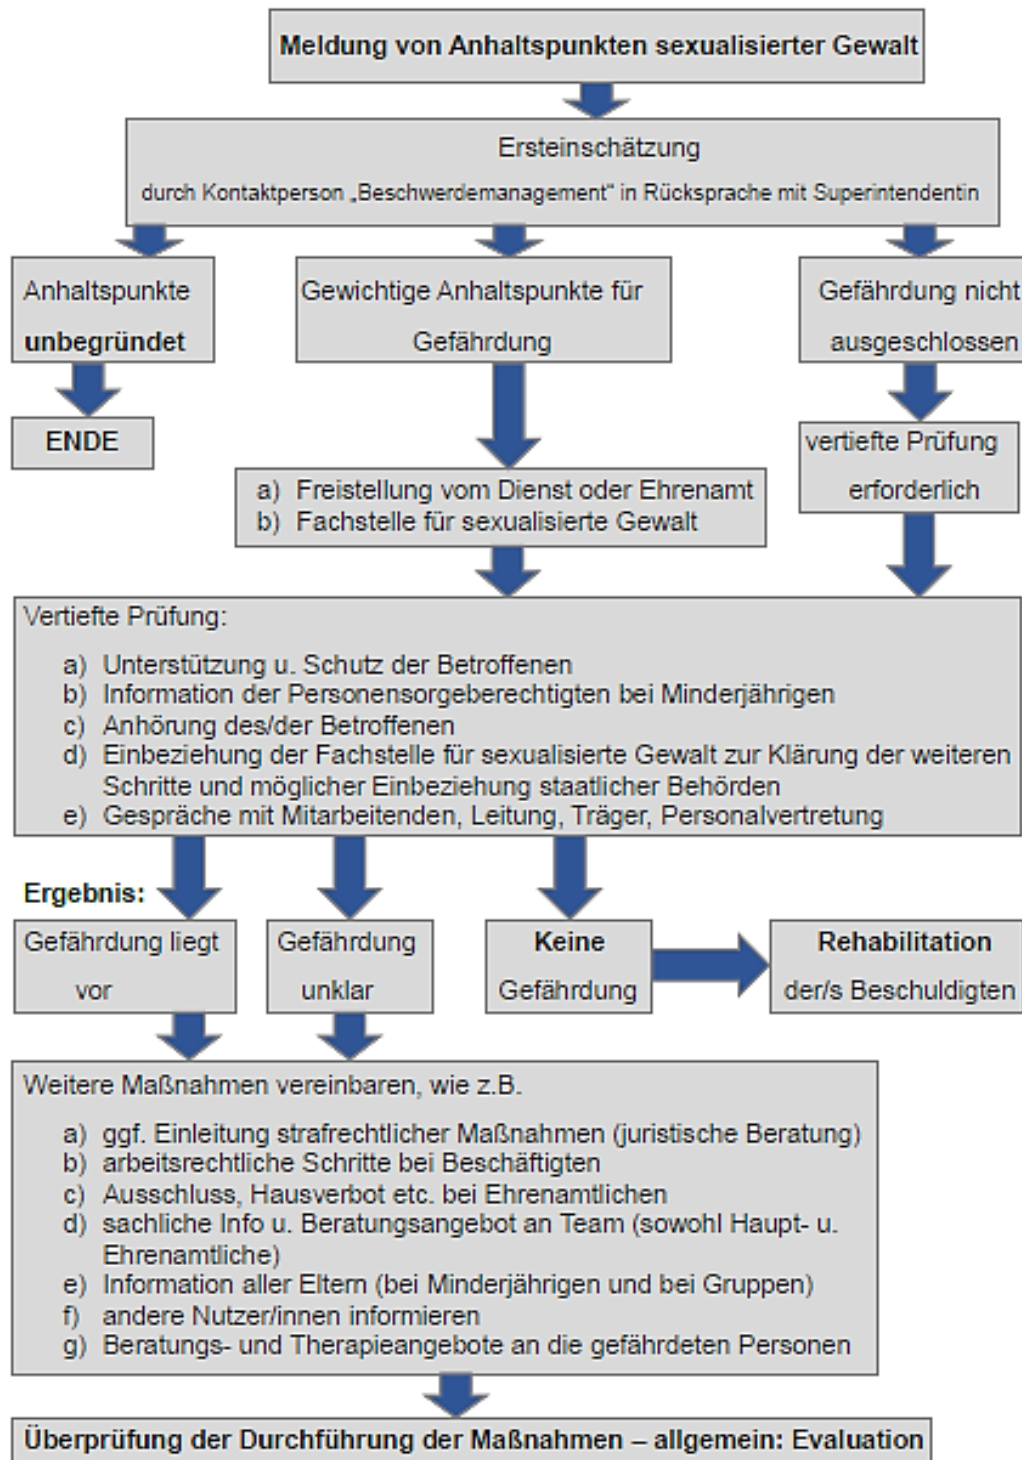 Meldung von Anhaltspunkten sexualisierter Gewalt
Ersteinschätzung
durch Kontaktperson „Beschwerdemanagement“ in Rücksprache mit Superintendentin
Anhaltspunkte
unbegründet
Gewichtige Anhaltspunkte für
Gefährdung
Gefährdung nicht
ausgeschlossen
ENDE
vertiefte Prüfung
erforderlich
a) Freistellung vom Dienst oder Ehrenamt
b) Fachstelle für sexualisierte Gewalt
Vertiefte Prüfung:
a) Unterstützung u. Schutz der Betroffenen
b) Information der Personensorgeberechtigten bei Minderjährigen
c) Anhörung des/der Betroffenen
d) Einbeziehung der Fachstelle für sexualisierte Gewalt zur Klärung der weiteren
Schritte und möglicher Einbeziehung staatlicher Behörden
e) Gespräche mit Mitarbeitenden, Leitung, Träger, Personalvertretung
Ergebnis:
Gefährdung liegt
vor
Gefährdung
unklar
Keine
Gefährdung
Rehabilitation
der/s Beschuldigten
Weitere Maßnahmen vereinbaren, wie z.B.
a) ggf. Einleitung strafrechtlicher Maßnahmen (juristische Beratung)
b) arbeitsrechtliche Schritte bei Beschäftigten
c) Ausschluss, Hausverbot etc. bei Ehrenamtlichen
d) sachliche Info u. Beratungsangebot an Team (sowohl Haupt- u.
Ehrenamtliche)
e) Information aller Eltern (bei Minderjährigen und bei Gruppen)
f) andere Nutzer/innen informieren
g) Beratungs- und Therapieangebote an die gefährdeten Personen
Überprüfung der Durchführung der Maßnahmen – allgemein: Evaluation